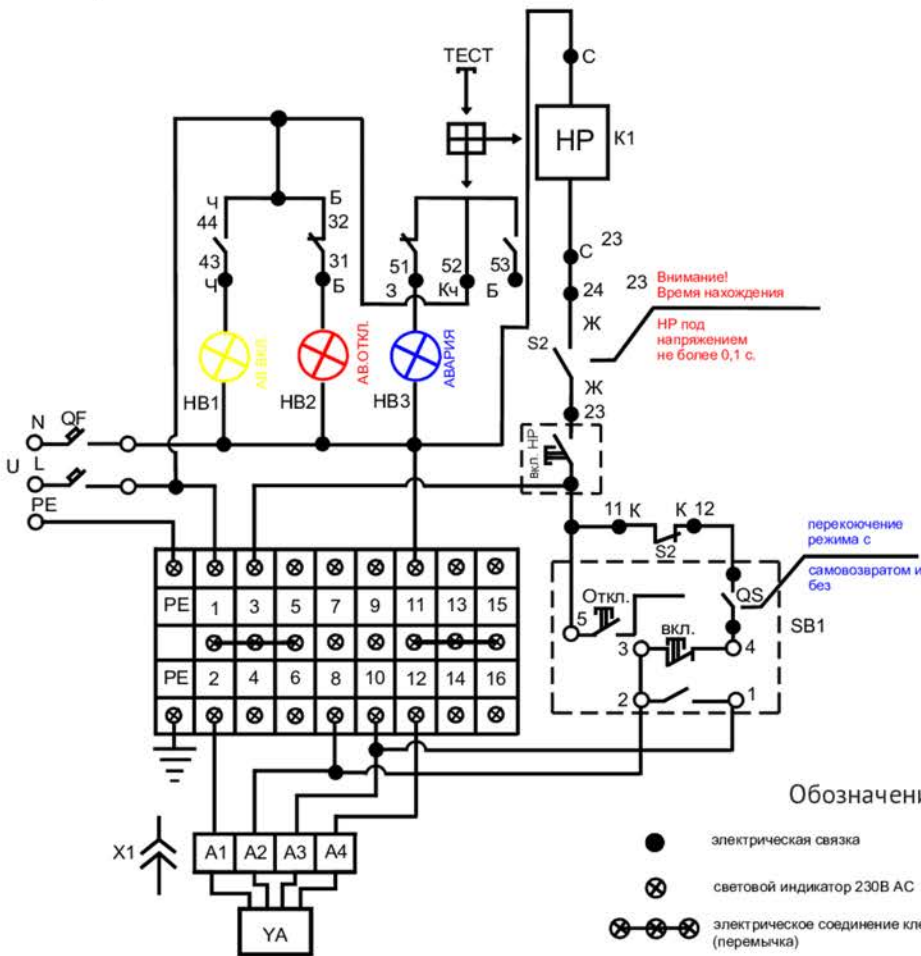 ТЕСТ
С
НР
К1
Ч
44
43
Ч
Б
32
31
Б
51
З
52
Кч
53
Б
С 23
24
23
Внимание!
Время нахождения
НР под
напряжением
не более 0,1 с.
Ж
S2
Ж
23
АВ.ВКЛ.
АВ.ОТКЛ.
АВАРИЯ
НВ1
НВ2
НВ3
N
QF
U
L
PE
вкл. НР
11 К
К 12
S2
перекоючение
режима с
самовозвратом и
без
QS
SB1
Откл.
5
вкл.
3
4
2
1
PE 1 3 5 7 9 11 13 15
PE 2 4 6 8 10 12 14 16
X1
A1 A2 A3 A4
YA
Обозначени
электрическая связка
световой индикатор 230В АС
электрическое соединение кле
(перемычка)